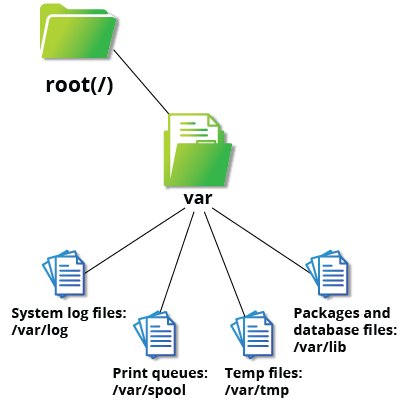 root(/)
var
System log files:
/var/log
Print queues:
/var/spool
Temp files:
/var/tmp
Packages and
database files:
/var/lib